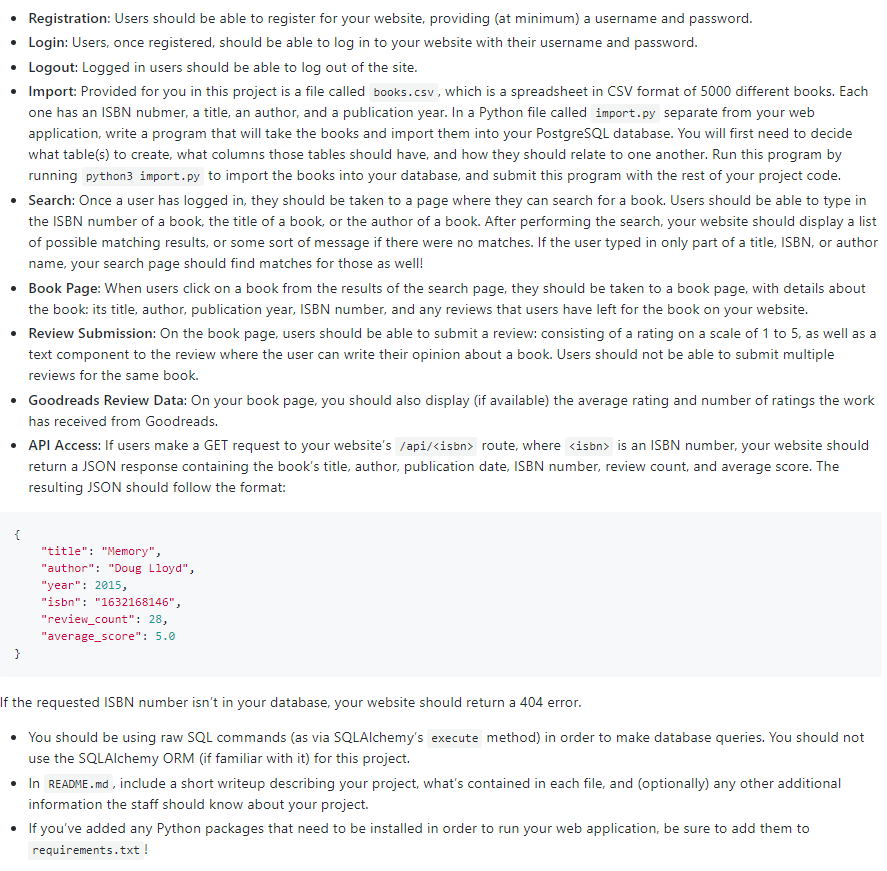 Registration: Users should be able to register for your website, providing (at minimum) a username and password.
Login: Users, once registered, should be able to log in to your website with their username and password.
Logout: Logged in users should be able to log out of the site.
Import: Provided for you in this project is a file called books.csv, which is a spreadsheet in CSV format of 5000 different books. Each
one has an ISBN nubmer, a title, an author, and a publication year. In a Python file called import.py separate from your web
application, write a program that will take the books and import them into your PostgreSQL database. You will first need to decide
what table(s) to create, what columns those tables should have, and how they should relate to one another. Run this program by
running python3 import.py to import the books into your database, and submit this program with the rest of your project code.
Search: Once a user has logged in, they should be taken to a page where they can search for a book. Users should be able to type in
the ISBN number of a book, the title of a book, or the author of a book. After performing the search, your website should display a list
of possible matching results, or some sort of message if there were no matches. If the user typed in only part of a title, ISBN, or author
name, your search page should find matches for those as well!
Book Page: When users click on a book from the results of the search page, they should be taken to a book page, with details about
the book: its title, author, publication year, ISBN number, and any reviews that users have left for the book on your website.
Review Submission: On the book page, users should be able to submit a review: consisting of a rating on a scale of 1 to 5, as well as a
text component to the review where the user can write their opinion about a book. Users should not be able to submit multiple
reviews for the same book.
Goodreads Review Data: On your book page, you should also display (if available) the average rating and number of ratings the work
has received from Goodreads.
API Access: If users make a GET request to your website's /api/<isbn> route, where <isbn> is an ISBN number, your website should
return a JSON response containing the book's title, author, publication date, ISBN number, review count, and average score. The
resulting JSON should follow the format:
{
"title": "Memory",
"author": "Doug Lloyd",
"year": 2015,
"isbn": "1632168146",
"review_count": 28,
"average_score": 5.0
}
If the requested ISBN number isn't in your database, your website should return a 404 error.
You should be using raw SQL commands (as via SQLAlchemy's execute method) in order to make database queries. You should not
use the SQLAlchemy ORM (if familiar with it) for this project.
In README.md, include a short writeup describing your project, what's contained in each file, and (optionally) any other additional
information the staff should know about your project.
If you've added any Python packages that need to be installed in order to run your web application, be sure to add them to
requirements.txt!